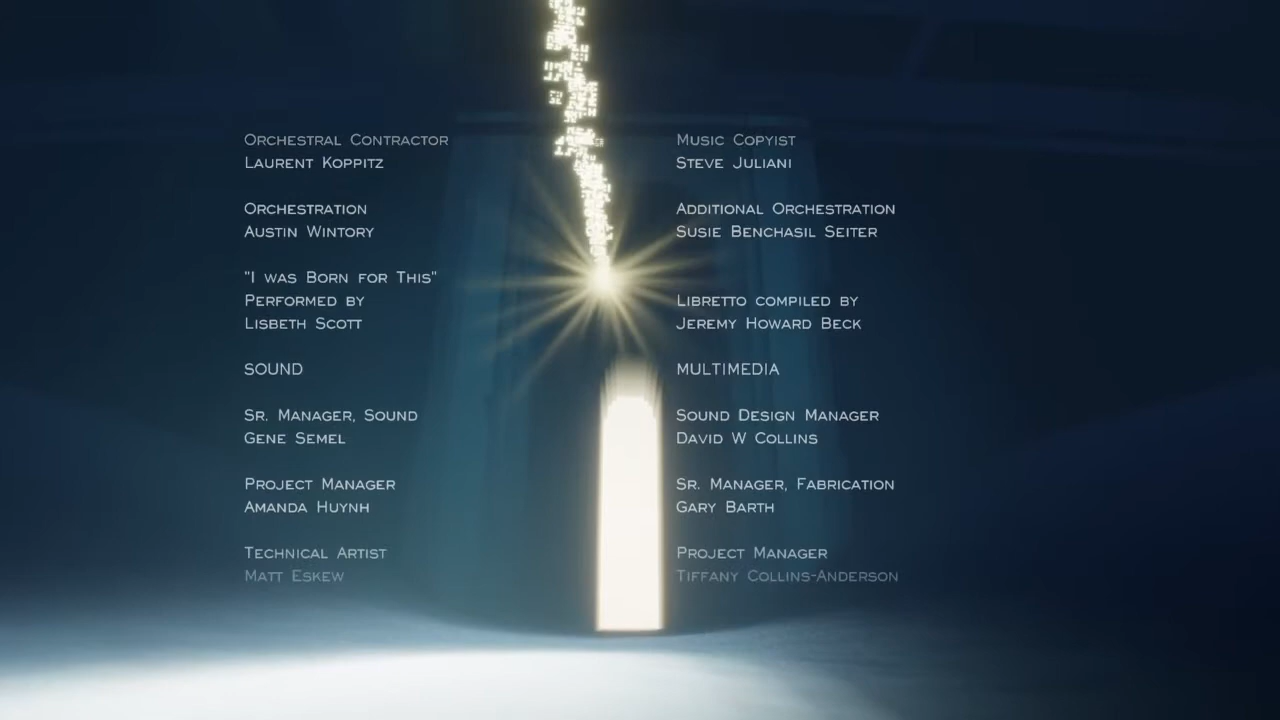 Orchestral Contractor
Laurent Koppitz
Orchestration
Austin Wintory
"I was Born for This"
Performed by
Lisbeth Scott
SOUND
Sr. Manager, Sound
Gene Semel
Project Manager
Amanda Huynh
Technical Artist
Matt Eskew
Music Copyist
Steve Juliani
Additional Orchestration
Susie Benchasil Seiter
Libretto compiled by
Jeremy Howard Beck
MULTIMEDIA
Sound Design Manager
David W Collins
Sr. Manager, Fabrication
Gary Barth
Project Manager
Tiffany Collins-Anderson